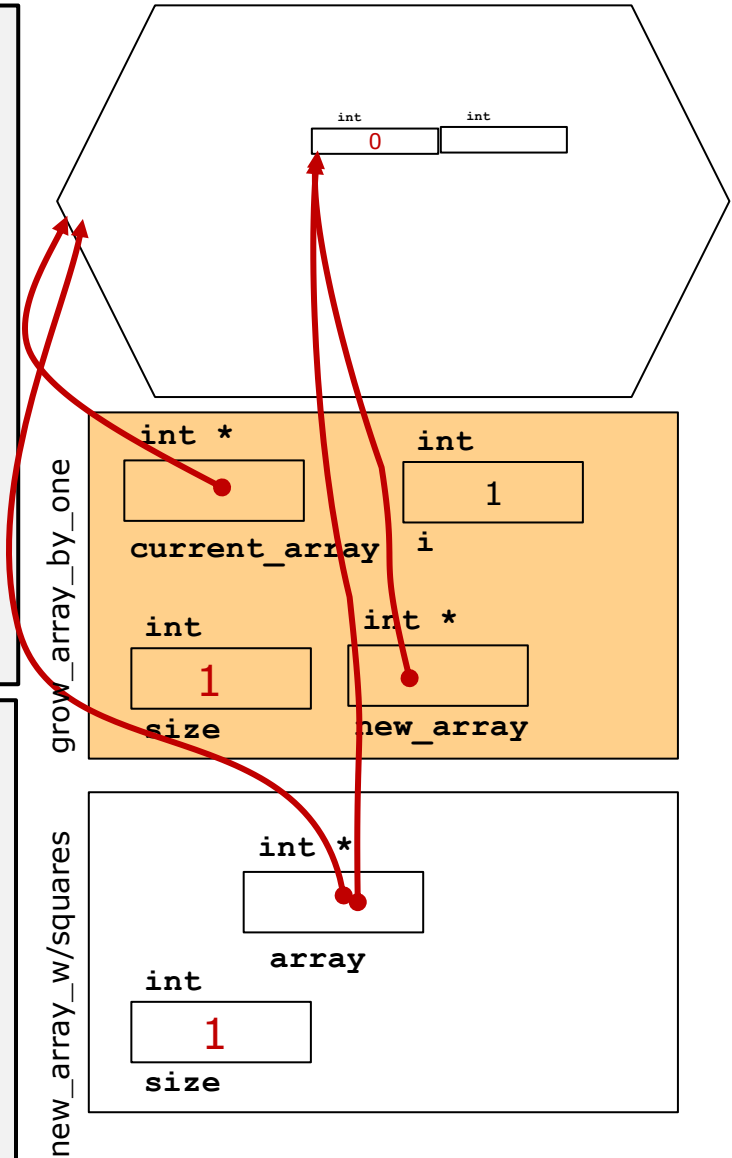 int int
0
int * int
1
current_array i
int int *
1
size new_array
grow_array_by_one
int *
array
int
1
size
new_array_w/squares